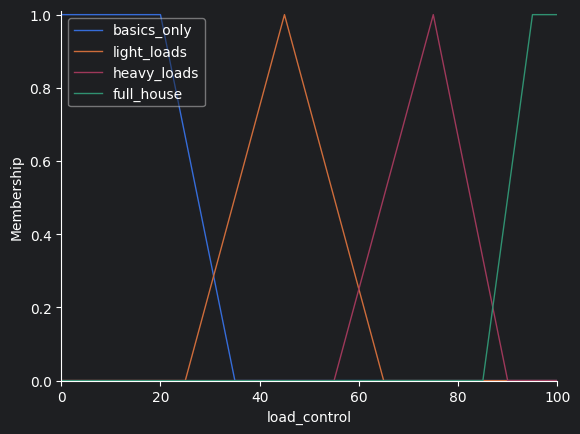 basics_only
light_loads
heavy_loads
full_house
1.0
0.8
0.6
0.4
0.2
0.0
Membership
0 20 40 60 80 100
load_control